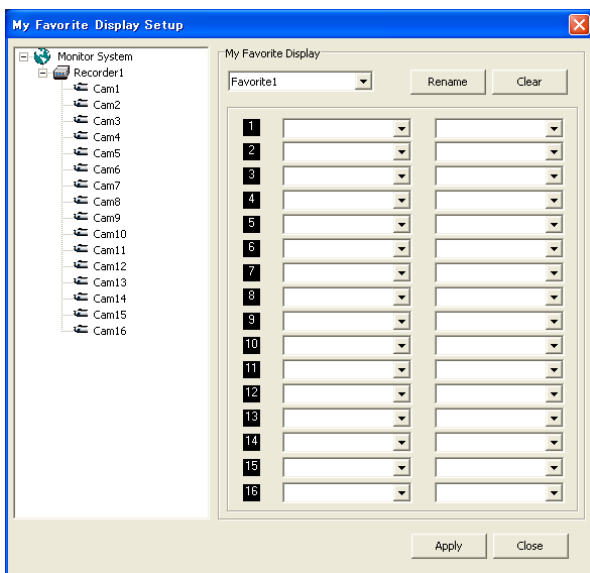 My Favorite Display Setup
Monitor System
Recorder1
Cam1
Cam2
Cam3
Cam4
Cam5
Cam6
Cam7
Cam8
Cam9
Cam10
Cam11
Cam12
Cam13
Cam14
Cam15
Cam16
My Favorite Display
Favorite1
Rename
Clear
1
2
3
4
5
6
7
8
9
10
11
12
13
14
15
16
Apply
Close